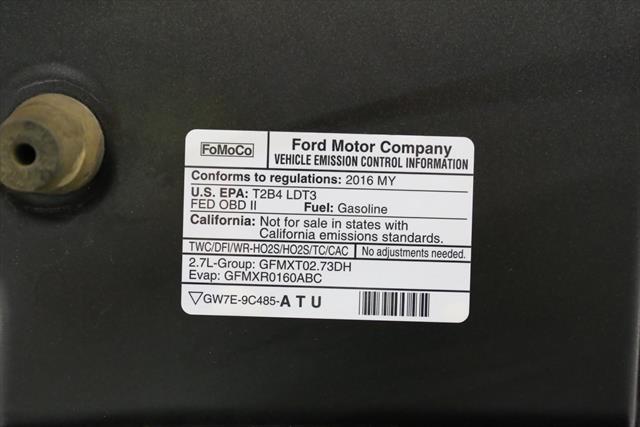 FoMoCo
Ford Motor Company
VEHICLE EMISSION CONTROL INFORMATION
Conforms to regulations: 2016 MY
U.S. EPA: T2B4 LDT3
FED OBD II Fuel: Gasoline
California: Not for sale in states with
California emissions standards.
TWC/DFI/WR-HO2S/HO2S/TC/CAC No adjustments needed.
2.7L-Group: GFMXT02.73DH
Evap: GFMXR0160ABC
▽GW7E-9C485-A T U